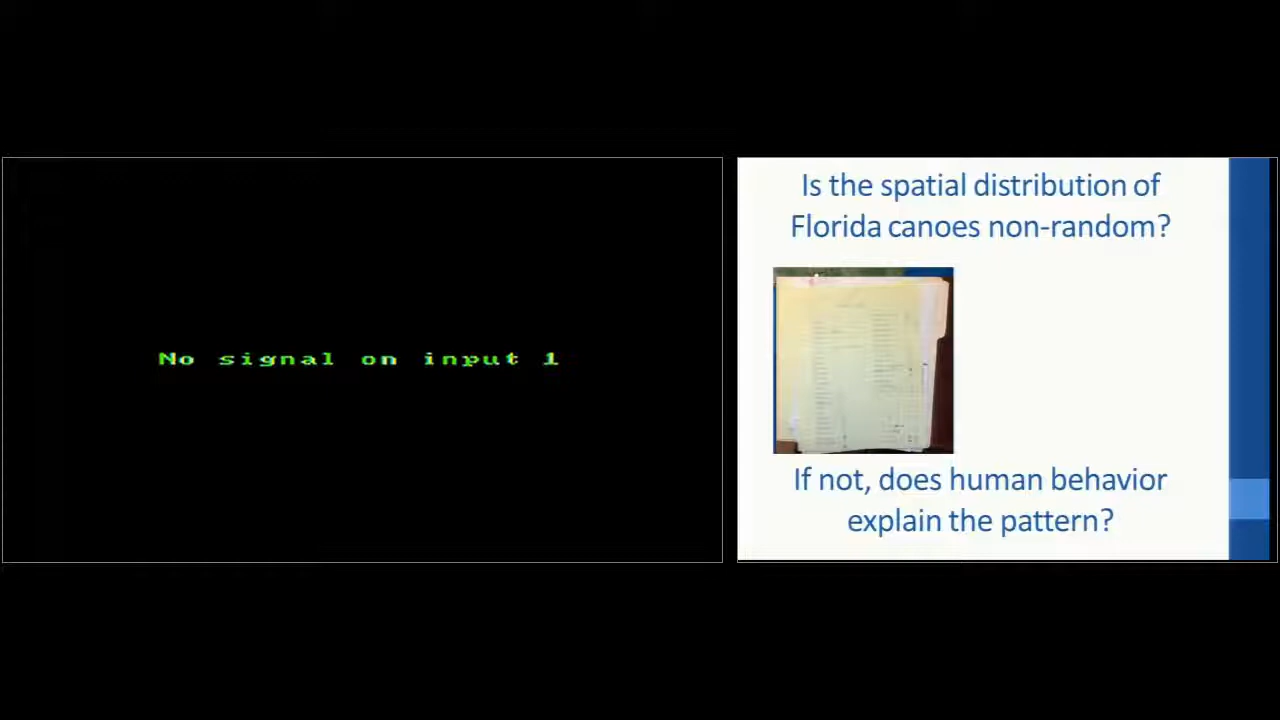 No signal on input 1
Is the spatial distribution of
Florida canoes non-random?
If not, does human behavior
explain the pattern?